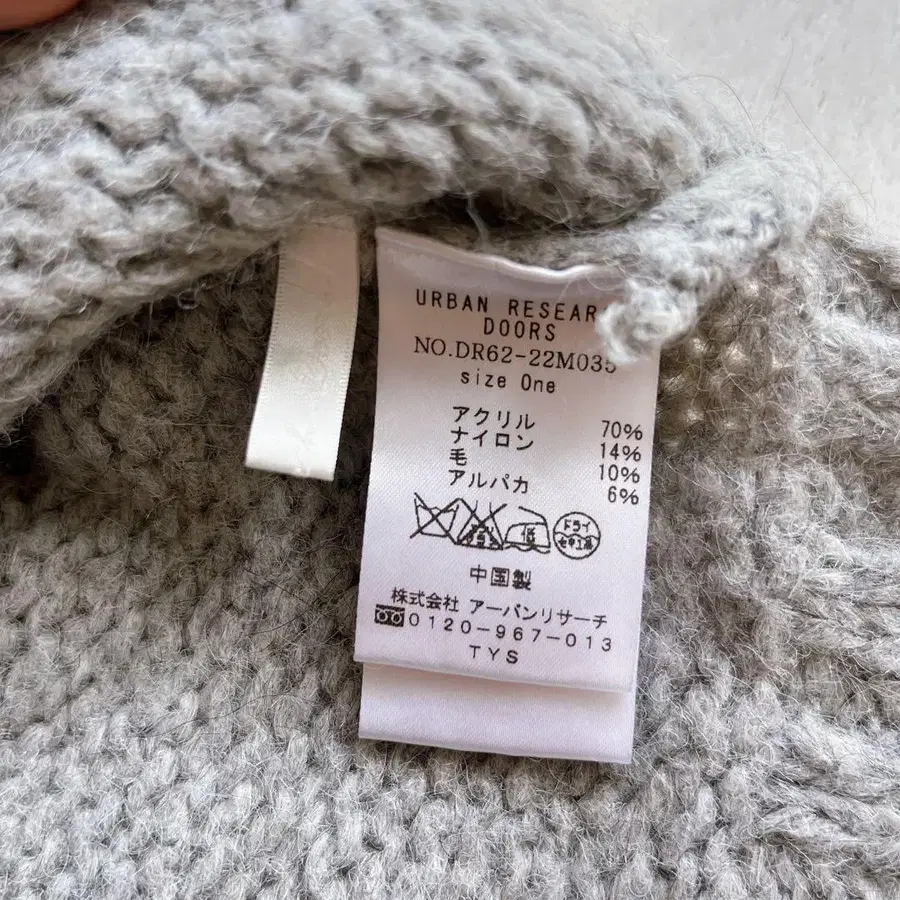 URBAN RESEAR
DOORS
NO.DR62-22M035
size One
アクリル 70%
ナイロン 14%
毛 10%
アルパカ 6%
低 ドライ
中国製
株式会社 アーバンリサーチ
0120-967-013
TYS